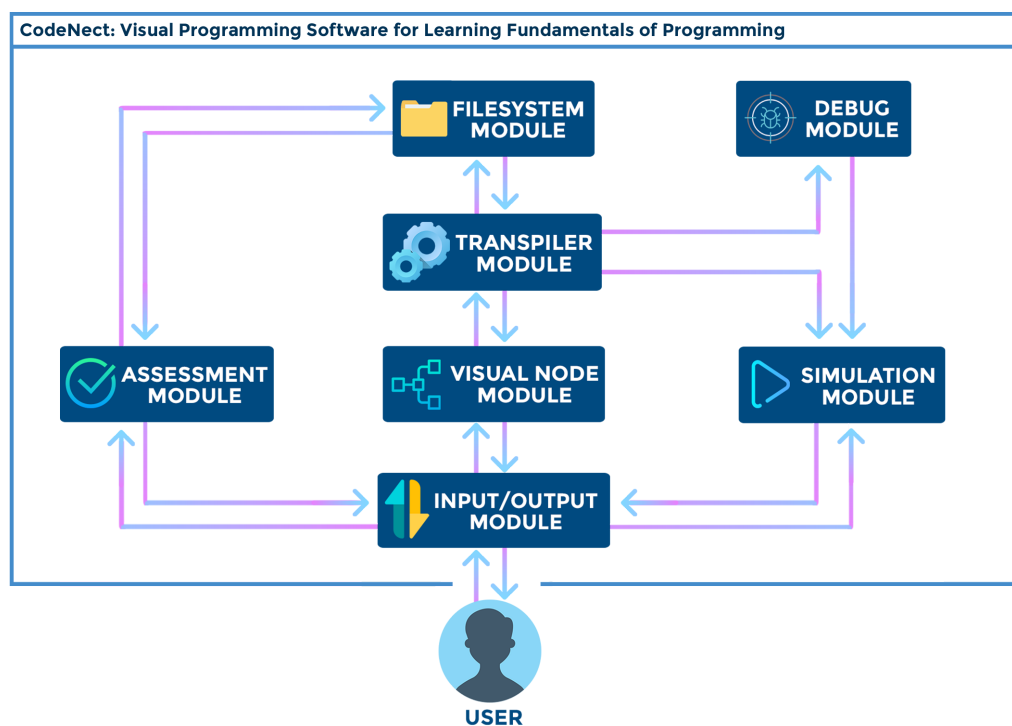 CodeNect: Visual Programming Software for Learning Fundamentals of Programming
FILESYSTEM
MODULE
DEBUG
MODULE
TRANSPILER
MODULE
ASSESSMENT
MODULE
VISUAL NODE
MODULE
SIMULATION
MODULE
INPUT/OUTPUT
MODULE
USER